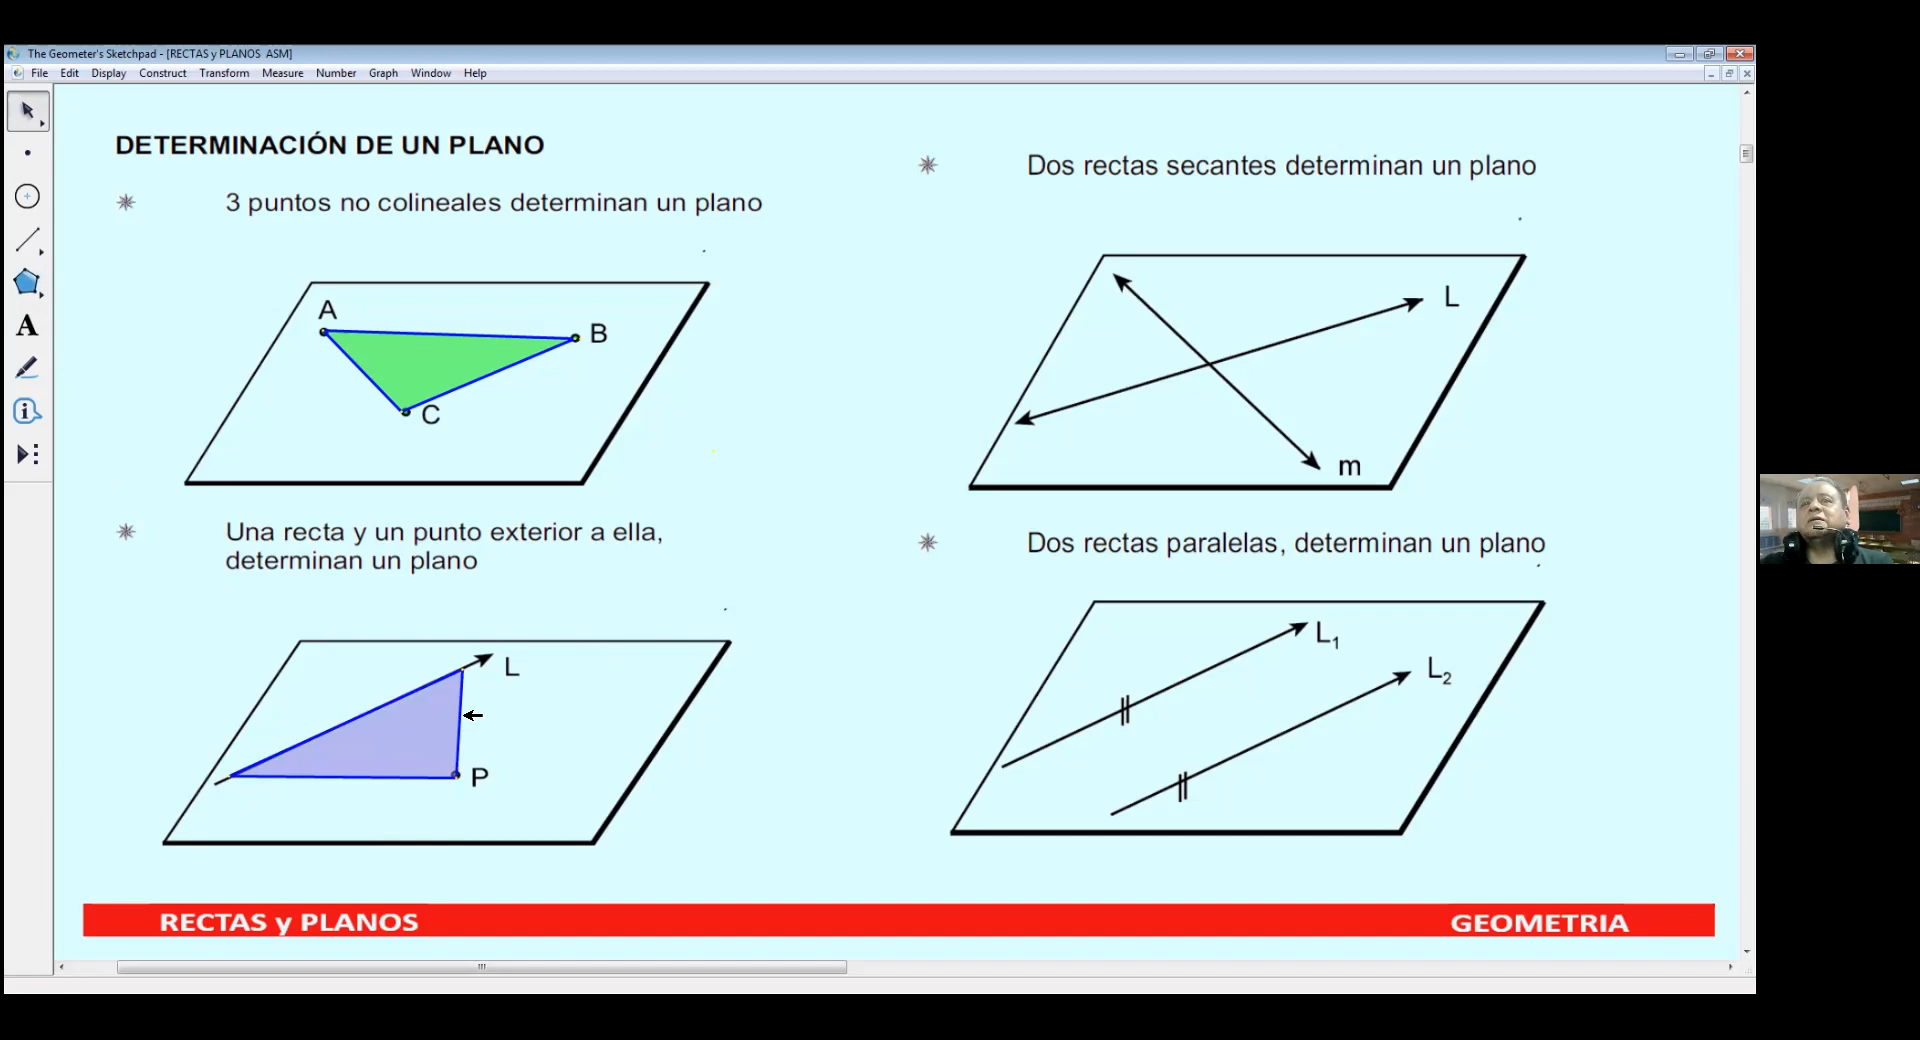 The Geometer's Sketchpad - [RECTAS y PLANOS ASM]
File Edit Display Construct Transform Measure Number Graph Window Help
DETERMINACIÓN DE UN PLANO
3 puntos no colineales determinan un plano
A
B
C
Una recta y un punto exterior a ella,
determinan un plano
L
P
Dos rectas secantes determinan un plano
L
m
Dos rectas paralelas, determinan un plano
L1
L2
RECTAS y PLANOS
GEOMETRIA